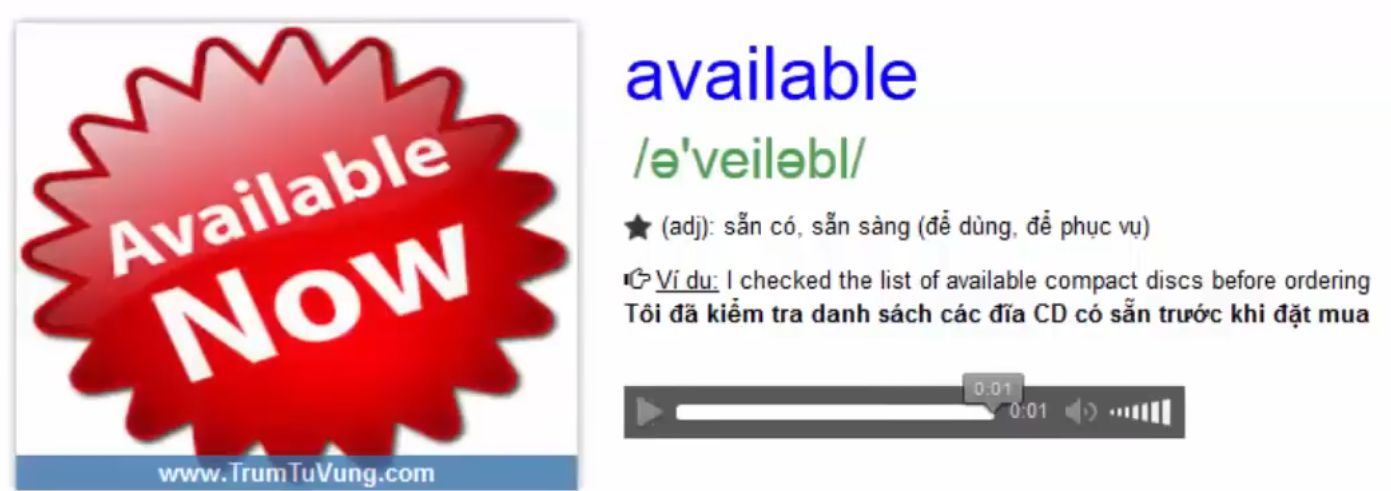 Available
Now
www.TrumTuVung.com
available
/ə'veiləbl/
★ (adj): sẵn có, sẵn sàng (để dùng, để phục vụ)
Ví dụ: I checked the list of available compact discs before ordering
Tôi đã kiểm tra danh sách các đĩa CD có sẵn trước khi đặt mua
0:01
0:01